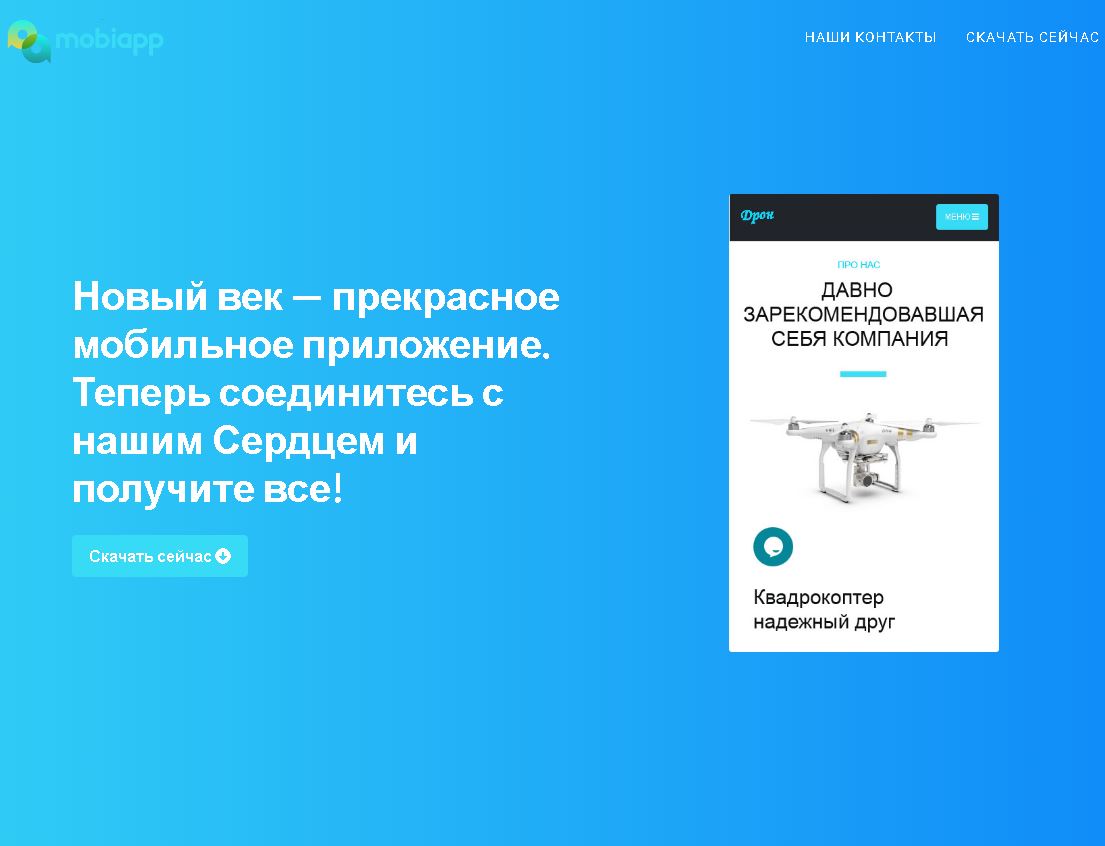 mobiapp
НАШИ КОНТАКТЫ
СКАЧАТЬ СЕЙЧАС
Новый век — прекрасное
мобильное приложение.
Теперь соединитесь с
нашим Сердцем и
получите все!
Скачать сейчас
Дрон
МЕНЮ
ПРО НАС
ДАВНО
ЗАРЕКОМЕНДОВАВШАЯ
СЕБЯ КОМПАНИЯ
Квадрокоптер
надежный друг